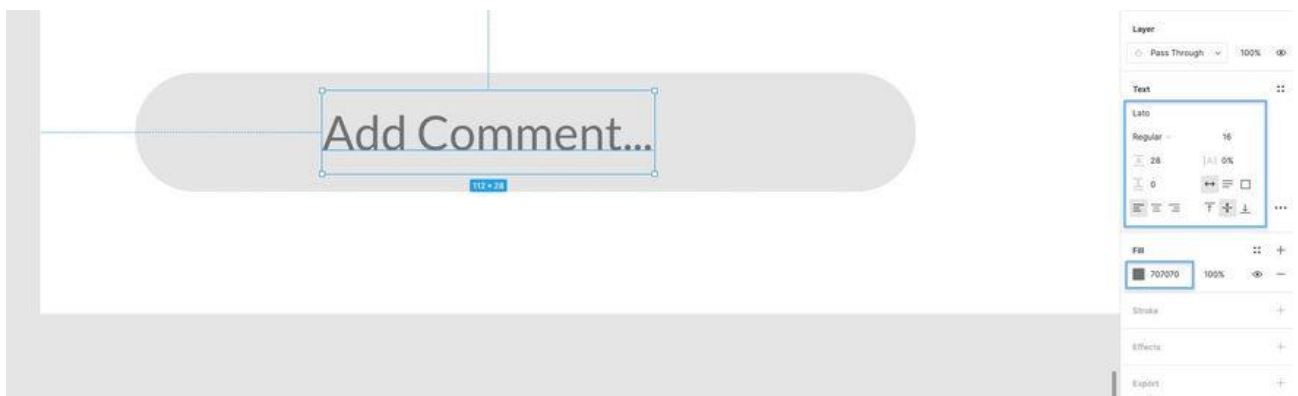 Add Comment...
112 × 28
Layer
Pass Through 100%
Text
Lato
Regular 16
28 |A| 0%
0
Fill
707070 100%
Stroke
Effects
Export